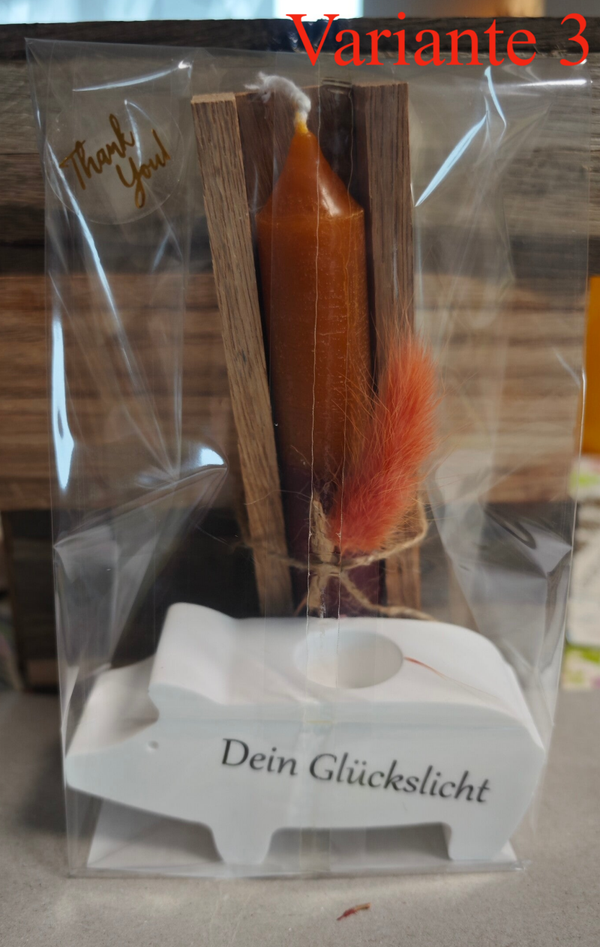 Variante 3
Thank
You!
Dein Glückslicht